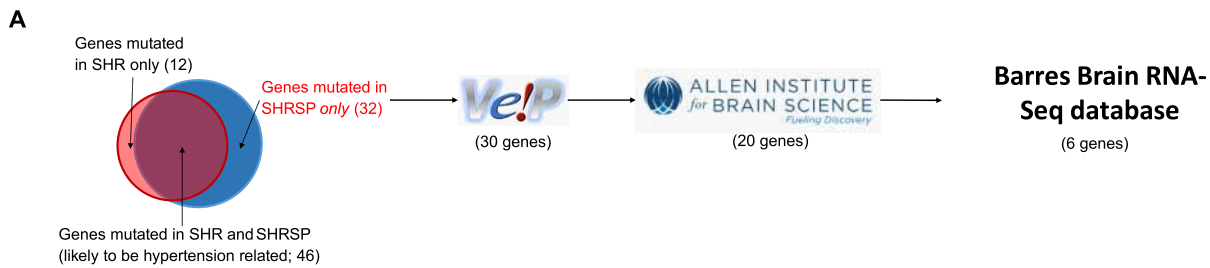 A
Genes mutated
in SHR only (12)
Genes mutated in
SHRSP only (32)
Ve!P
(30 genes)
ALLEN INSTITUTE
for BRAIN SCIENCE
Fueling Discovery
(20 genes)
Barres Brain RNA-
Seq database
(6 genes)
Genes mutated in SHR and SHRSP
(likely to be hypertension related; 46)